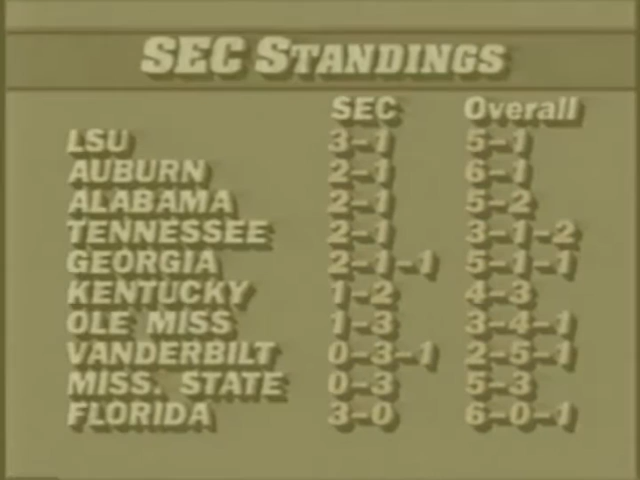 SEC STANDINGS
SEC Overall
LSU 3-1 5-1
AUBURN 2-1 6-1
ALABAMA 2-1 5-2
TENNESSEE 2-1 3-1-2
GEORGIA 2-1-1 5-1-1
KENTUCKY 1-2 4-3
OLE MISS 1-3 3-4-1
VANDERBILT 0-3-1 2-5-1
MISS. STATE 0-3 5-3
FLORIDA 3-0 6-0-1